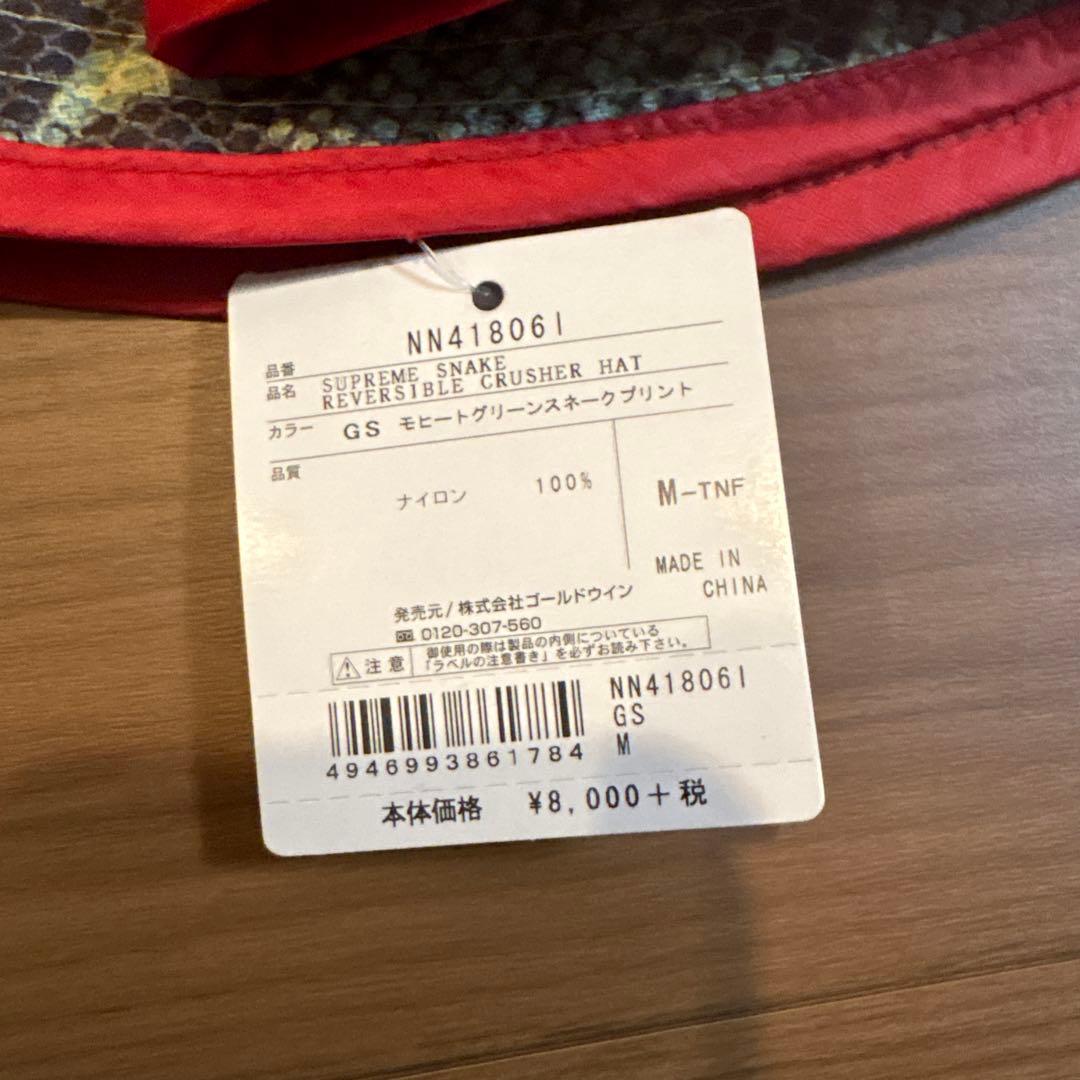 NN41806I
品番
品名 SUPREME SNAKE
REVERSIBLE CRUSHER HAT
カラー GS モヒートグリーンスネークプリント
品質
ナイロン 100%
M-TNF
MADE IN
CHINA
発売元/株式会社ゴールドウイン
0120-307-560
注意 御使用の際は製品の内側についている
「ラベルの注意書き」を必ずお読み下さい。
NN41806I
GS
M
4946993861784
本体価格 ¥8,000+税